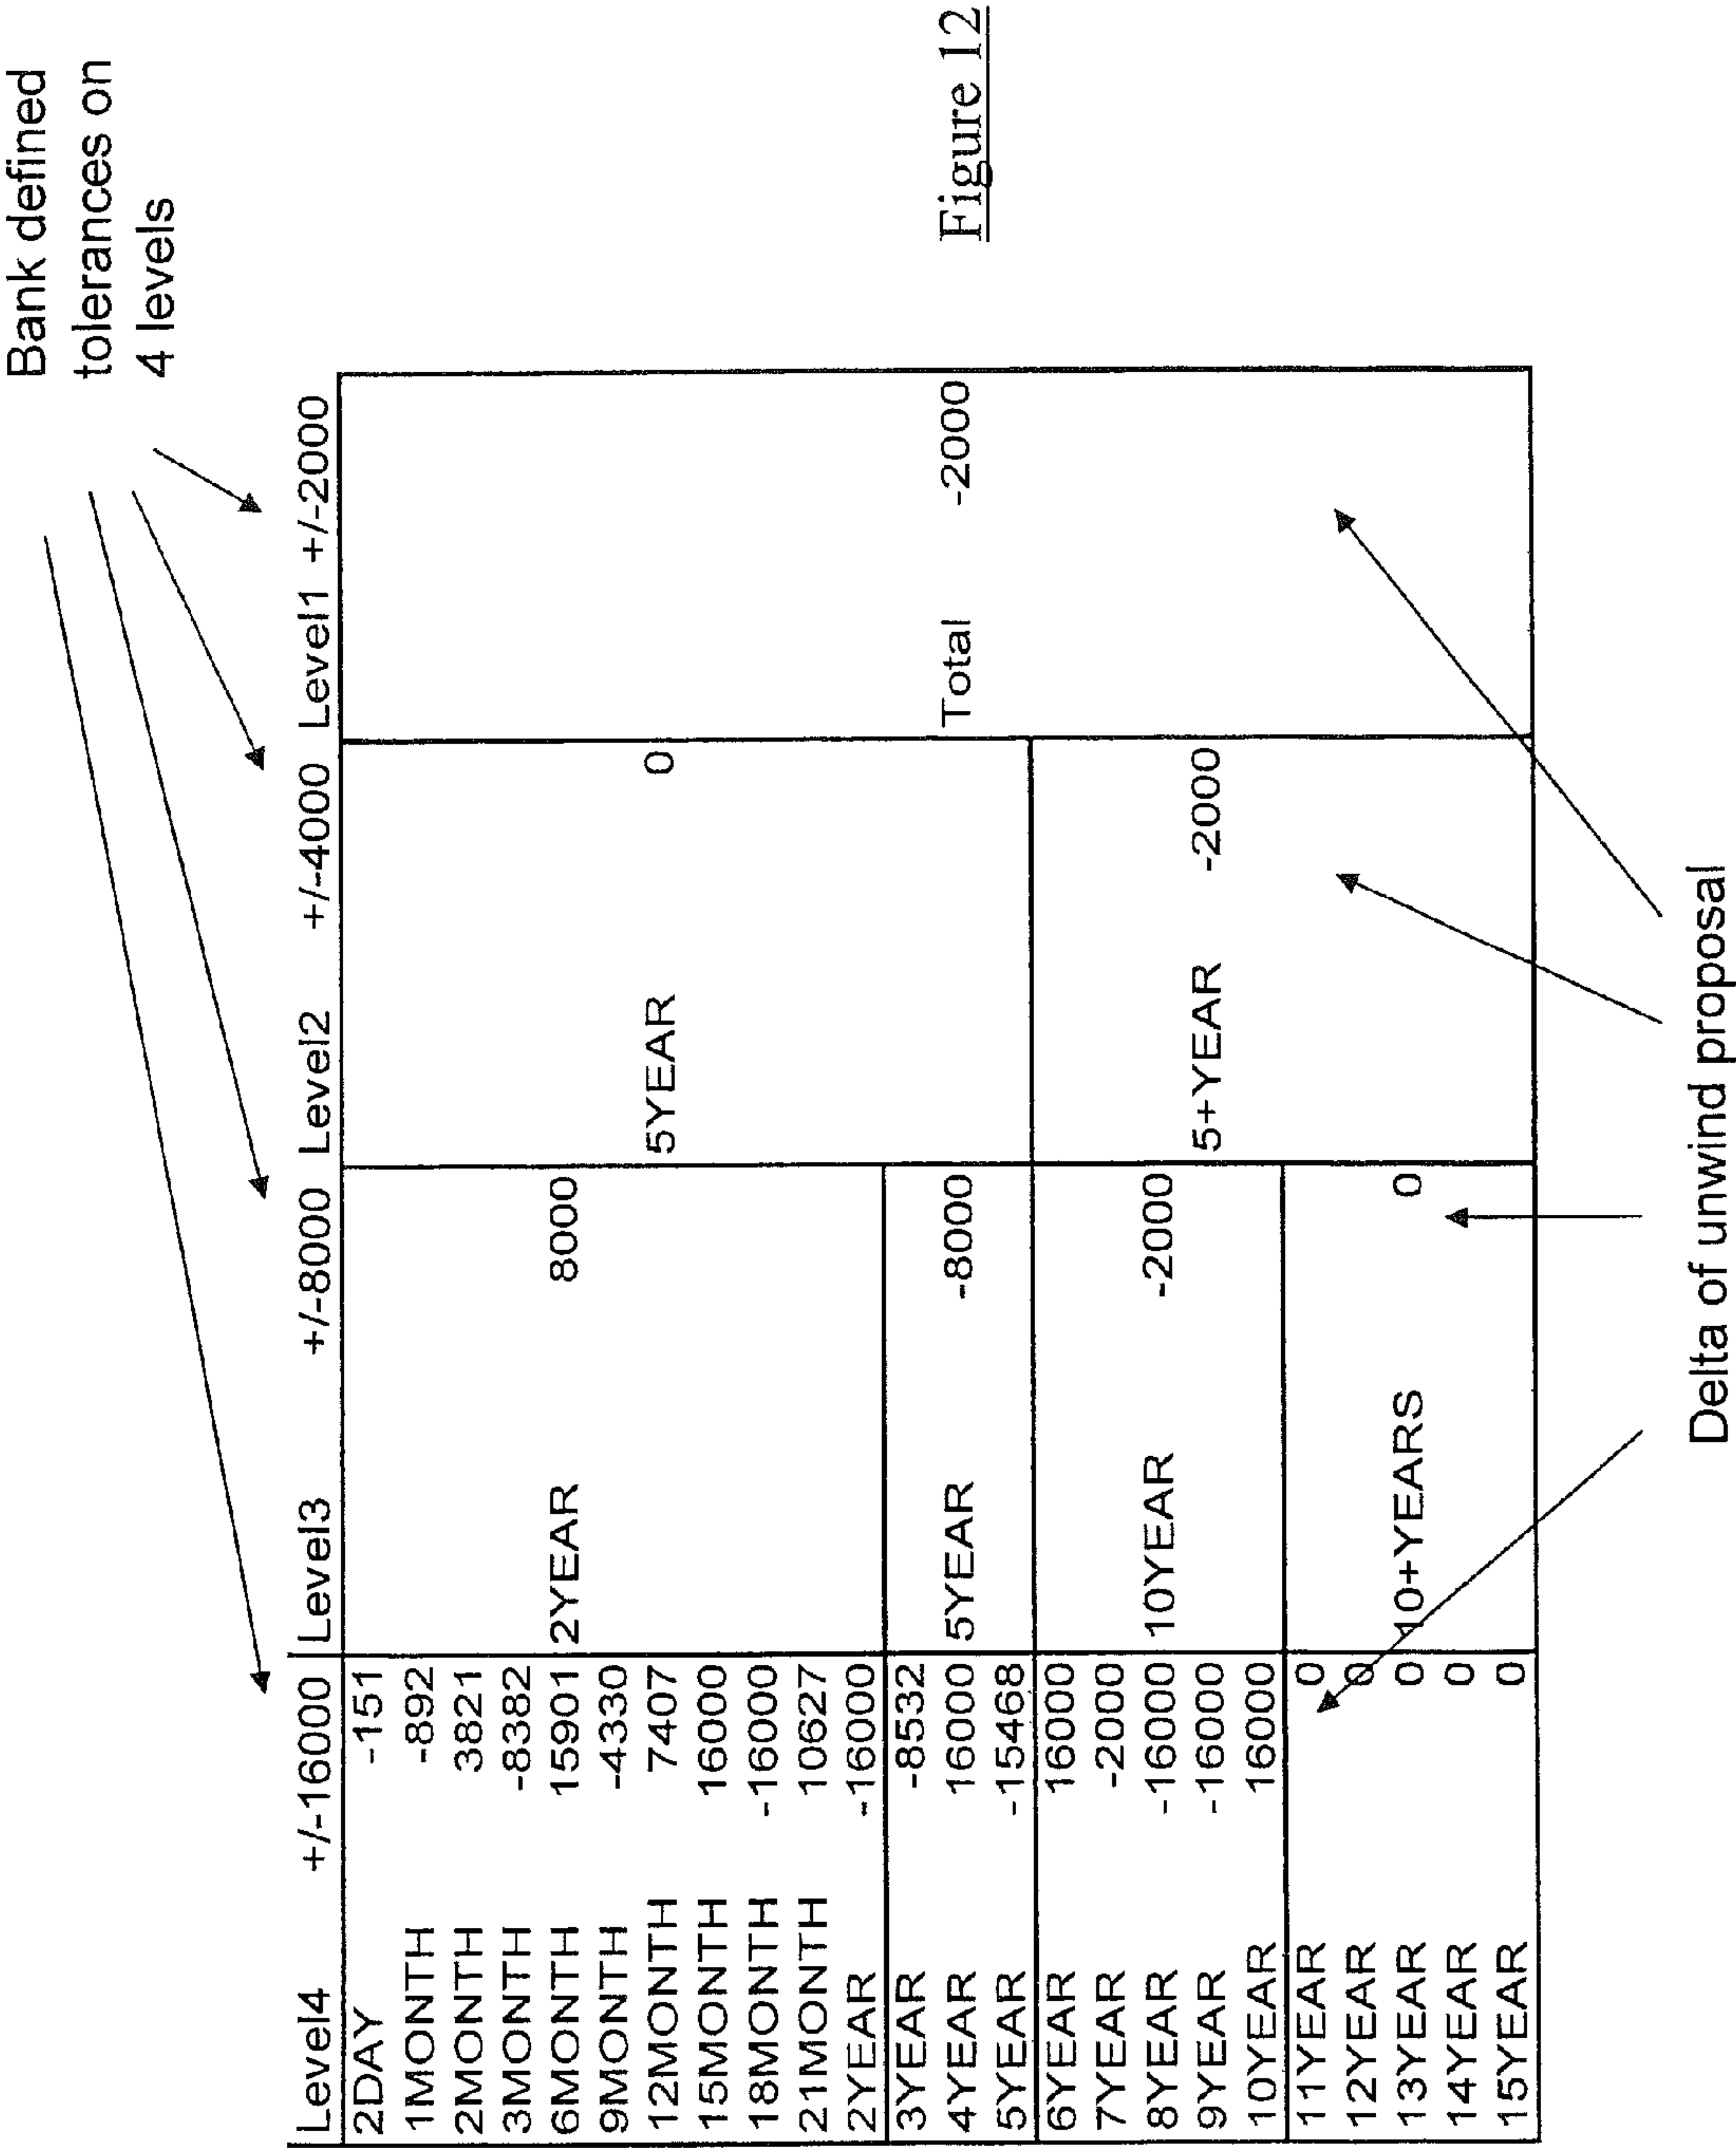 Bank defined
tolerances on
4 levels
Level4 +/-16000 Level3 +/-8000 Level2 +/-4000 Level1 +/-2000
2DAY -151
1MONTH -892
2MONTH 3821
3MONTH -8382
6MONTH 15901 2YEAR 8000
9MONTH -4330
12MONTH 7407 5YEAR 0
15MONTH 16000
18MONTH -16000
21MONTH 10627
2YEAR -16000
3YEAR -8532
4YEAR 16000 5YEAR -8000 Total -2000
5YEAR -15468
6YEAR 16000
7YEAR -2000
8YEAR -16000 10YEAR -2000
9YEAR -16000 5+YEAR -2000
10YEAR 16000
11YEAR 0
12YEAR 0
13YEAR 0 10+YEARS 0
14YEAR 0
15YEAR 0
Delta of unwind proposal
Figure 12